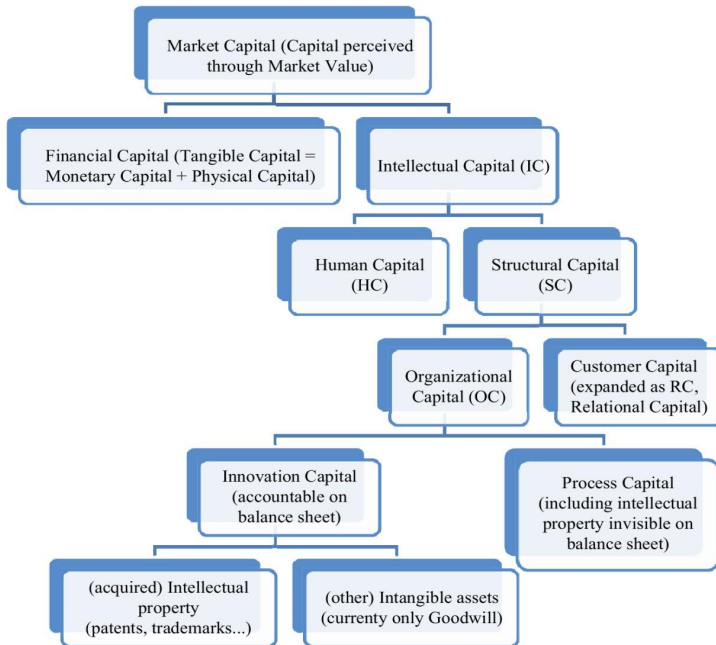 Market Capital (Capital perceived
through Market Value)
Financial Capital (Tangible Capital =
Monetary Capital + Physical Capital)
Intellectual Capital (IC)
Human Capital
(HC)
Structural Capital
(SC)
Organizational
Capital (OC)
Customer Capital
(expanded as RC,
Relational Capital)
Innovation Capital
(accountable on
balance sheet)
Process Capital
(including intellectual
property invisible on
balance sheet)
(acquired) Intellectual
property
(patents, trademarks...)
(other) Intangible assets
(currenty only Goodwill)